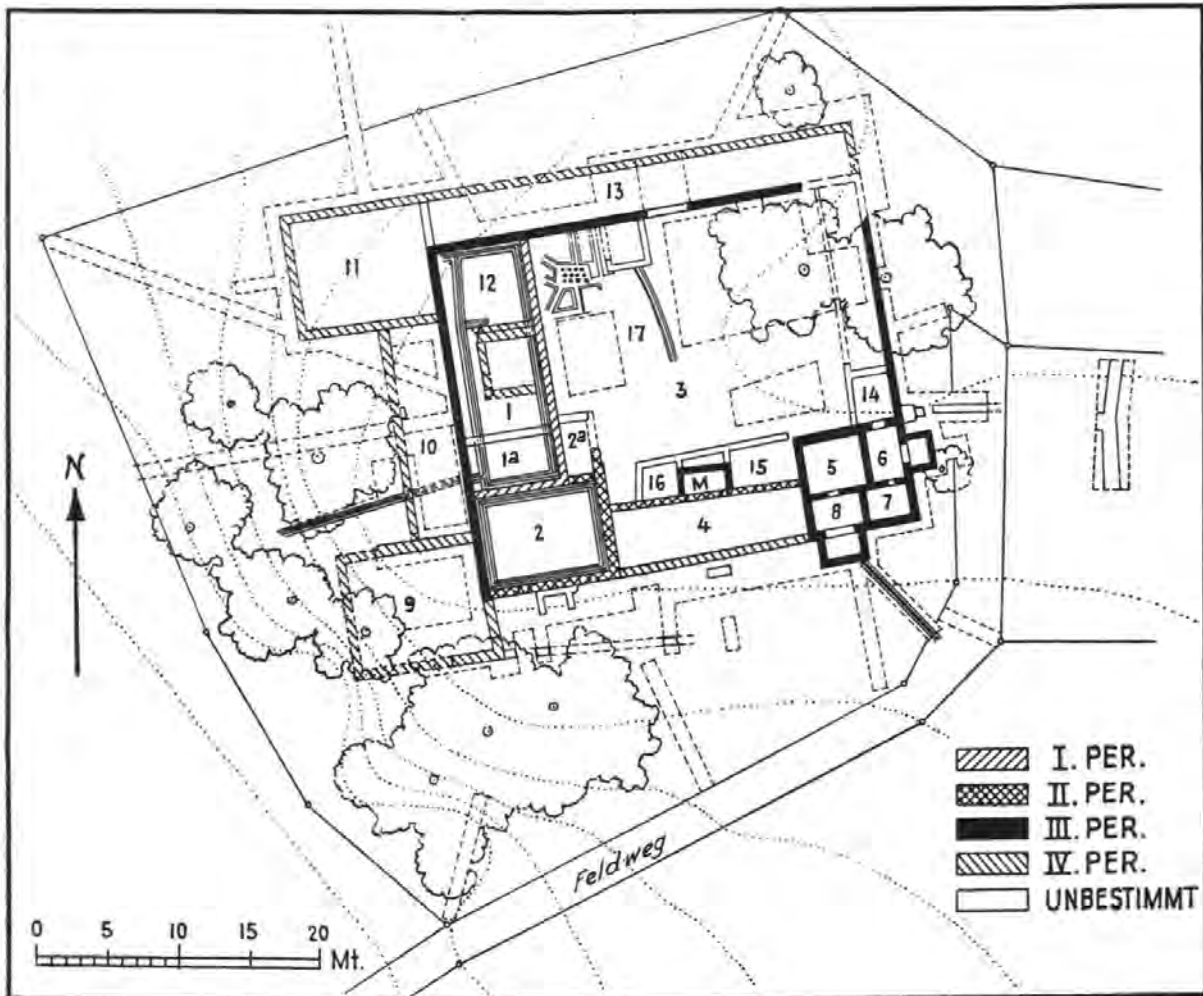 13
11
12
17
3
1
14
10
2a
1a
5
6
16
M
15
8
7
4
2
9
N
I. PER.
II. PER.
III. PER.
IV. PER.
UNBESTIMMT
Feldweg
0 5 10 15 20
Mt.